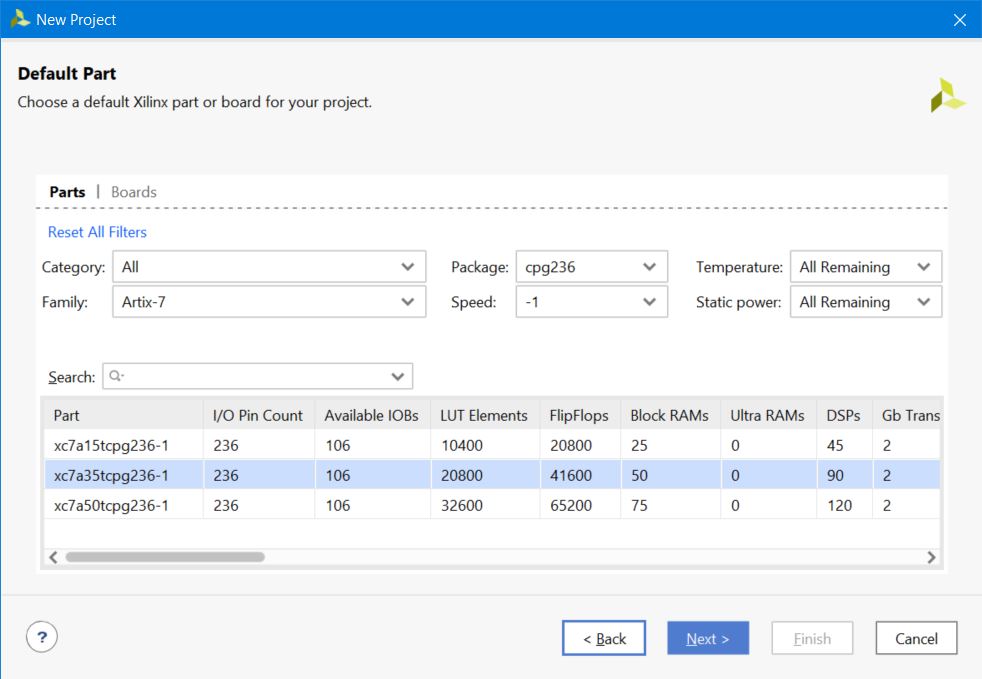 New Project
Default Part
Choose a default Xilinx part or board for your project.
Parts | Boards
Reset All Filters
Category: All Package: cpg236 Temperature: All Remaining
Family: Artix-7 Speed: -1 Static power: All Remaining
Search:
Part I/O Pin Count Available IOBs LUT Elements FlipFlops Block RAMs Ultra RAMs DSPs Gb Trans
xc7a15tcpg236-1 236 106 10400 20800 25 0 45 2
xc7a35tcpg236-1 236 106 20800 41600 50 0 90 2
xc7a50tcpg236-1 236 106 32600 65200 75 0 120 2
? < Back Next > Finish Cancel